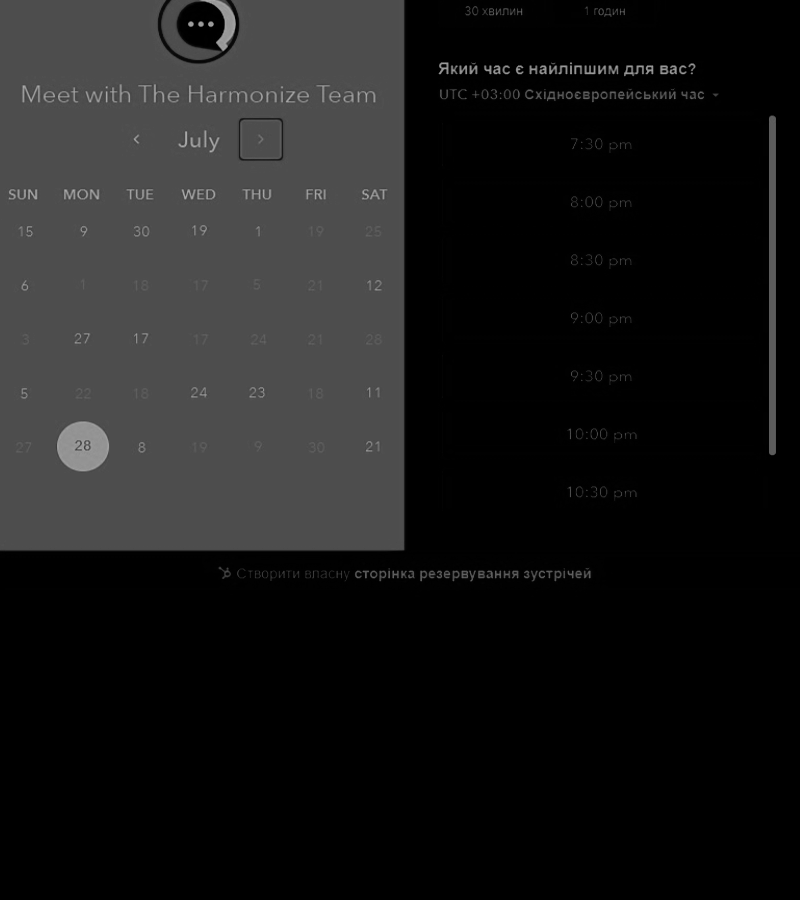 Meet with The Harmonize Team
July
SUN MON TUE WED THU FRI SAT
15 9 30 19 1 19 25
6 1 18 17 5 21 12
3 27 17 17 24 21 28
5 22 18 24 23 18 11
27 28 8 19 9 30 21
30 хвилин 1 годин
Який час є найліпшим для вас?
UTC +03:00 Східноєвропейський час
7:30 pm
8:00 pm
8:30 pm
9:00 pm
9:30 pm
10:00 pm
10:30 pm
Створити власну сторінка резервування зустрічей